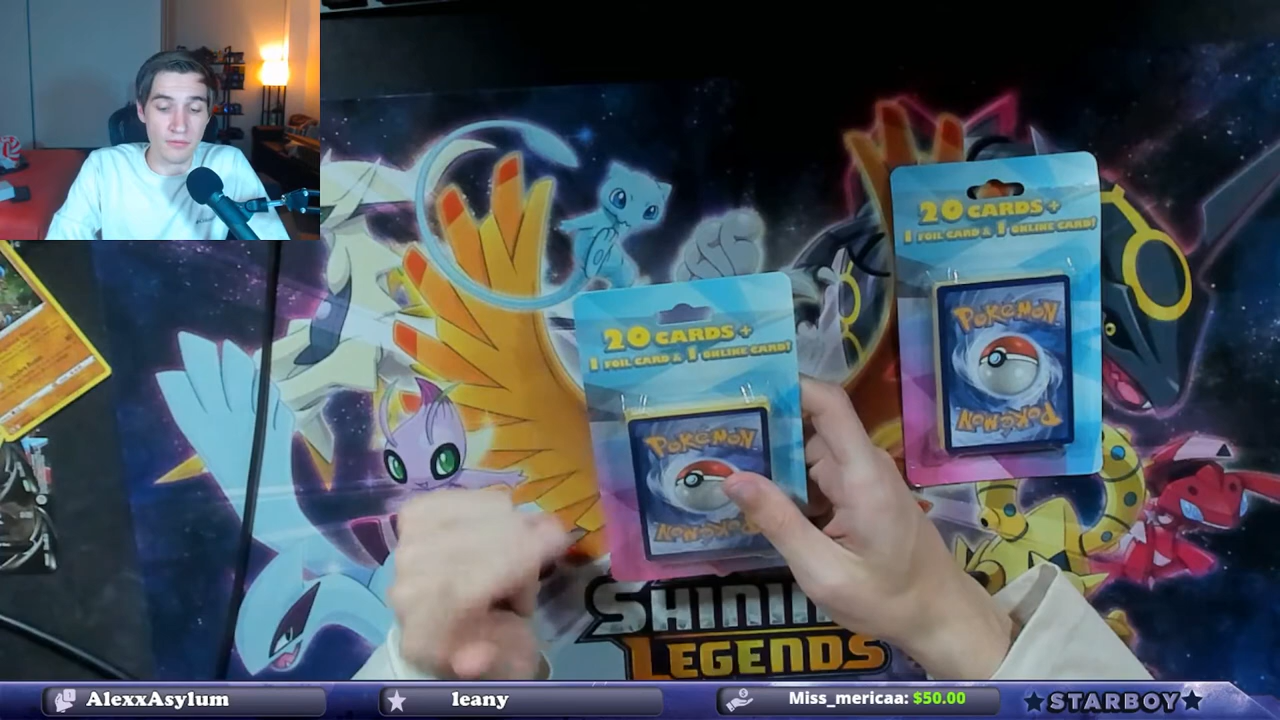 20 CARDS +
1 FOIL CARD & 1 ONLINE CARD!
POKéMON
POKéMON
20 CARDS +
1 FOIL CARD & 1 ONLINE CARD!
POKéMON
POKéMON
SHINING
LEGENDS
AlexxAsylum
leany
Miss_mericaa: $50.00
STARBOY